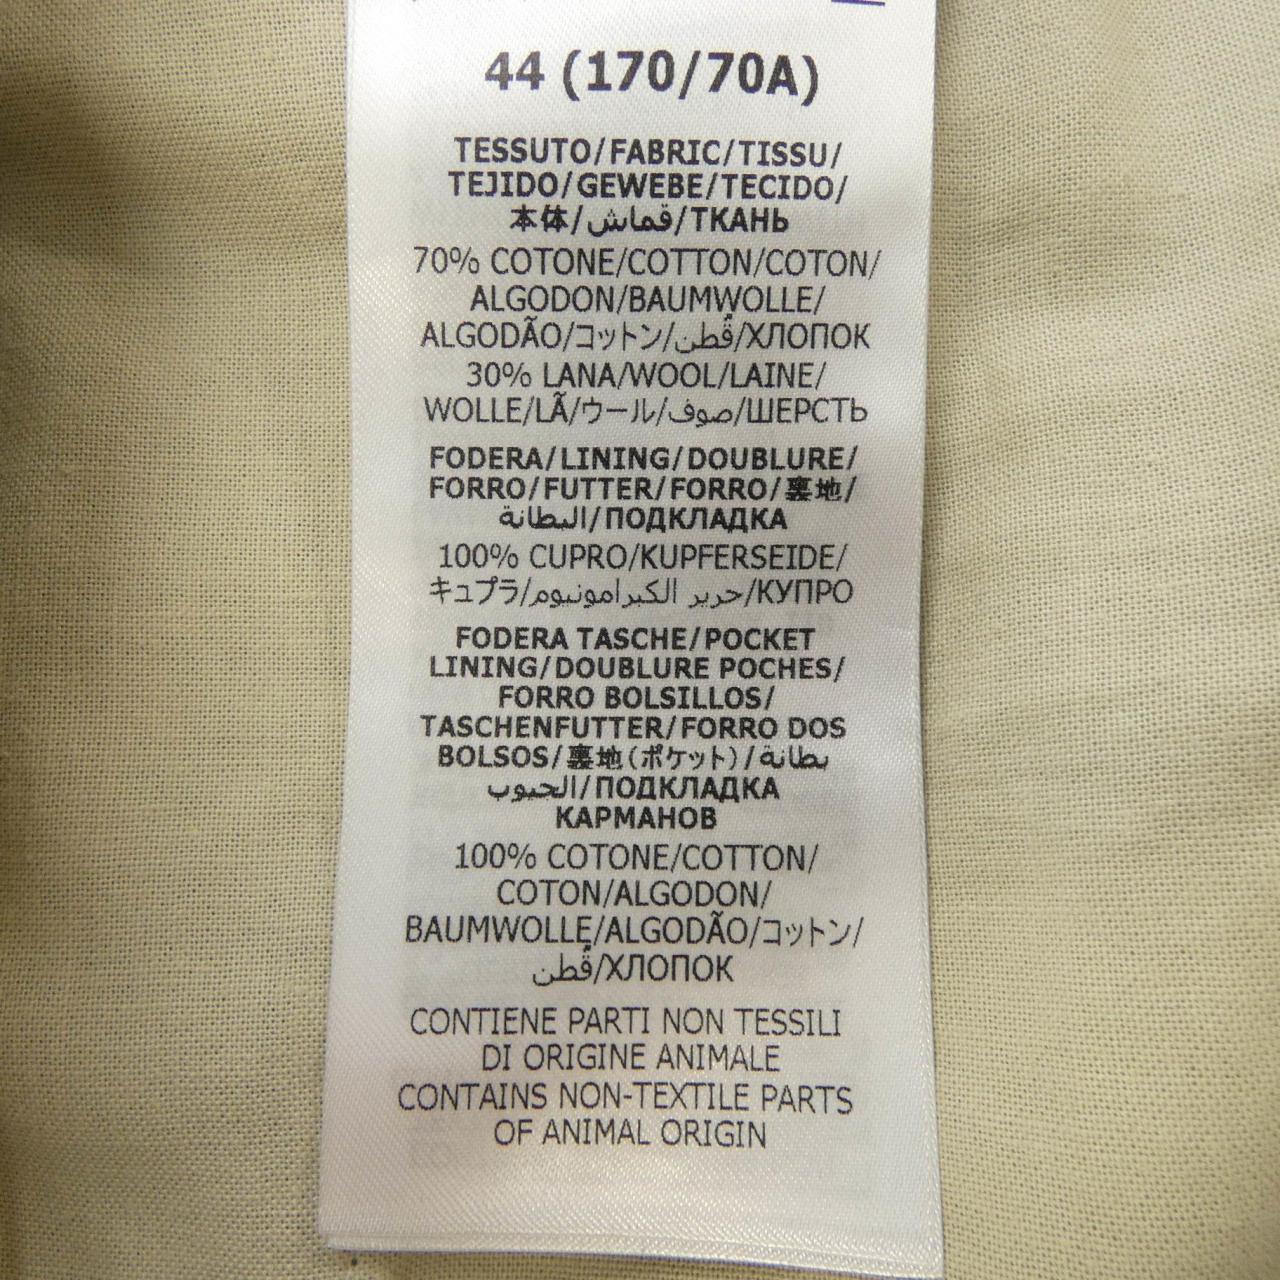 44 (170/70A)
TESSUTO/FABRIC/TISSU/
TEJIDO/GEWEBE/TECIDO/
本体/قماش/ТКАНЬ
70% COTONE/COTTON/COTON/
ALGODON/BAUMWOLLE/
ALGODÃO/コットン/قُطن/ХЛОПОК
30% LANA/WOOL/LAINE/
WOLLE/LÃ/ウール/صوف/ШЕРСТЬ
FODERA/LINING/DOUBLURE/
FORRO/FUTTER/FORRO/裏地/
البطانة/ПОДКЛАДКА
100% CUPRO/KUPFERSEIDE/
キュプラ/حرير الكبرامونيوم/КУПРО
FODERA TASCHE/POCKET
LINING/DOUBLURE POCHES/
FORRO BOLSILLOS/
TASCHENFUTTER/FORRO DOS
BOLSOS/裏地(ポケット)/بطانة
الجيوب/ПОДКЛАДКА
КАРМАНОВ
100% COTONE/COTTON/
COTON/ALGODON/
BAUMWOLLE/ALGODÃO/コットン/
قُطن/ХЛОПОК
CONTIENE PARTI NON TESSILI
DI ORIGINE ANIMALE
CONTAINS NON-TEXTILE PARTS
OF ANIMAL ORIGIN